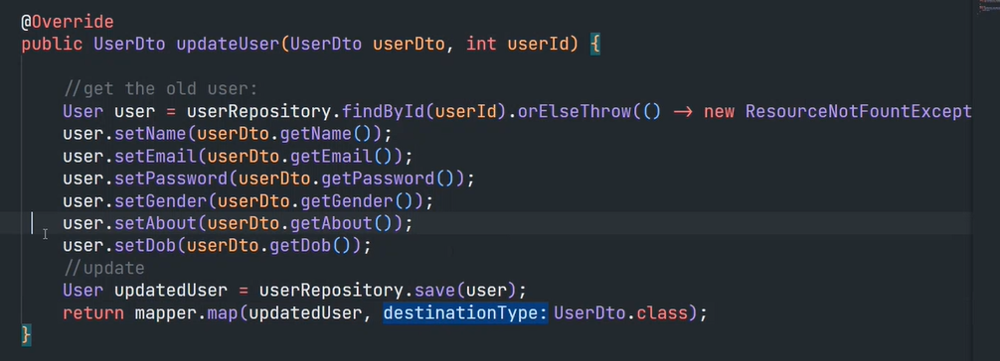 @Override
public UserDto updateUser(UserDto userDto, int userId) {
//get the old user:
User user = userRepository.findById(userId).orElseThrow(() -> new ResourceNotFountExcept
user.setName(userDto.getName());
user.setEmail(userDto.getEmail());
user.setPassword(userDto.getPassword());
user.setGender(userDto.getGender());
user.setAbout(userDto.getAbout());
user.setDob(userDto.getDob());
//update
User updatedUser = userRepository.save(user);
return mapper.map(updatedUser, destinationType: UserDto.class);
}